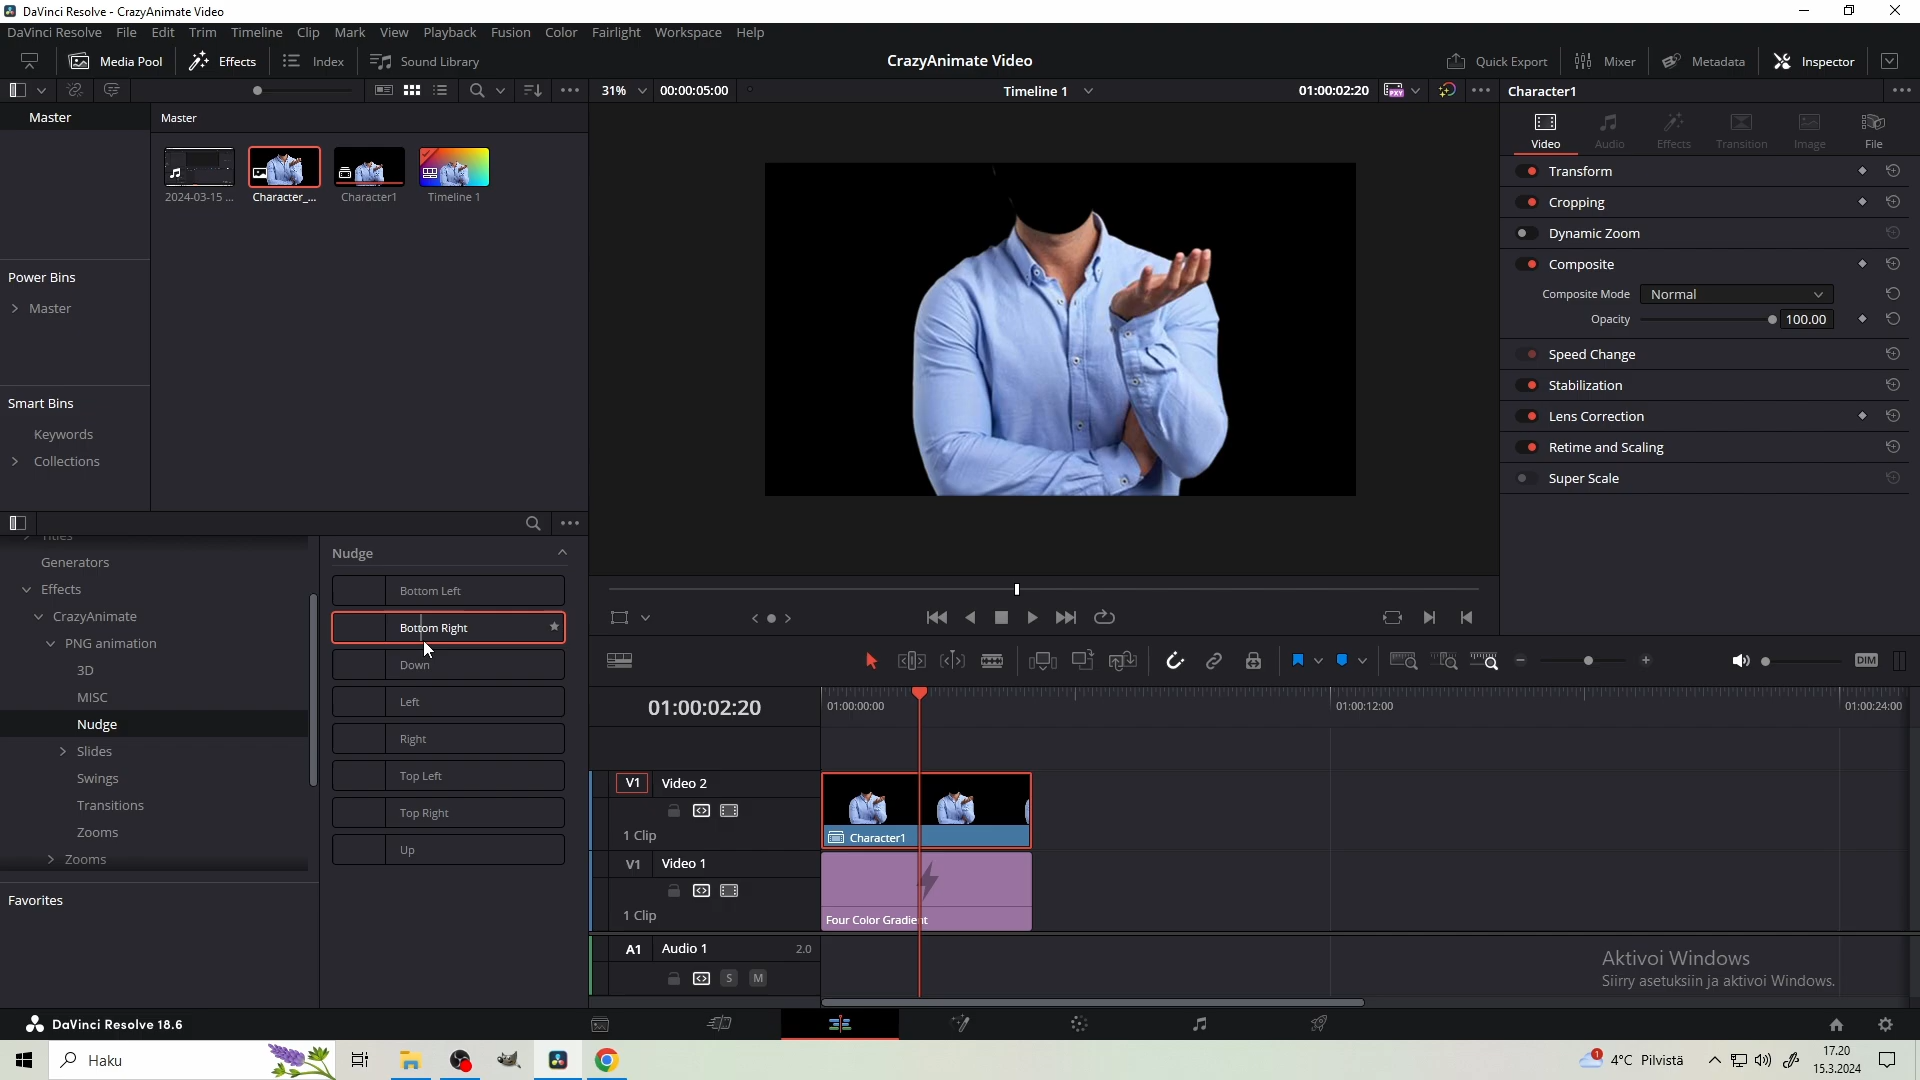 DaVinci Resolve - CrazyAnimate Video
DaVinci Resolve File Edit Trim Timeline Clip Mark View Playback Fusion Color Fairlight Workspace Help
Media Pool Effects Index Sound Library CrazyAnimate Video Quick Export Mixer Metadata Inspector
31% 00:00:05:00 Timeline 1 01:00:02:20 PXY Character1
Master Master
2024-03-15 ... Character_... Character1 Timeline 1
Video Audio Effects Transition Image File
Transform
Cropping
Dynamic Zoom
Composite
Composite Mode Normal
Opacity 100.00
Speed Change
Stabilization
Lens Correction
Retime and Scaling
Super Scale
Power Bins
Master
Smart Bins
Keywords
Collections
Titles
Generators
Effects
CrazyAnimate
PNG animation
3D
MISC
Nudge
Slides
Swings
Transitions
Zooms
Zooms
Favorites
Nudge
Bottom Left
Bottom Right
Down
Left
Right
Top Left
Top Right
Up
DIM
01:00:02:20 01:00:00:00 01:00:12:00 01:00:24:00
V1 Video 2
1 Clip
Character1
V1 Video 1
1 Clip
Four Color Gradient
A1 Audio 1 2.0
S M
Aktivoi Windows
Siirry asetuksiin ja aktivoi Windows.
DaVinci Resolve 18.6
Haku
1 4°C Pilvistä
17.20
15.3.2024